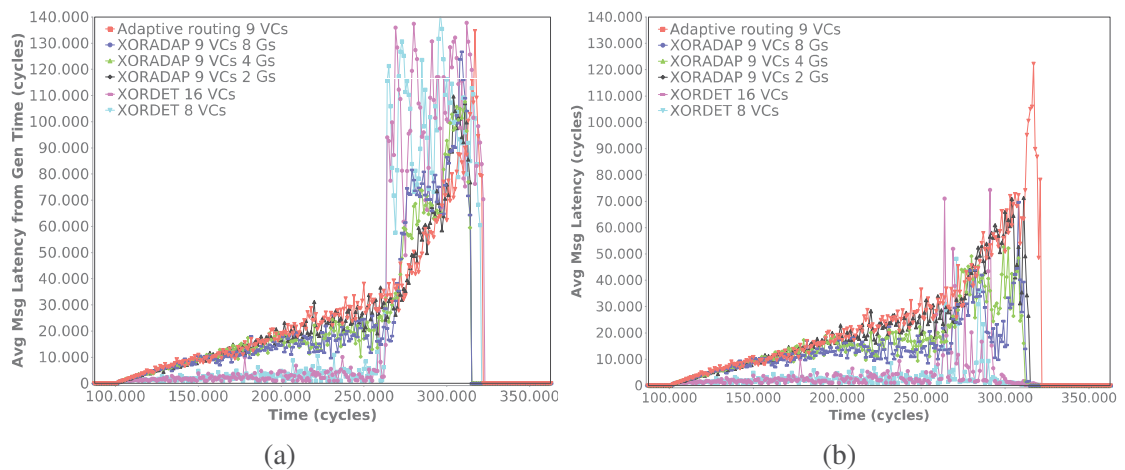 Avg Msg Latency from Gen Time (cycles)
140.000
130.000
120.000
110.000
100.000
90.000
80.000
70.000
60.000
50.000
40.000
30.000
20.000
10.000
0
Adaptive routing 9 VCs
XORADAP 9 VCs 8 Gs
XORADAP 9 VCs 4 Gs
XORADAP 9 VCs 2 Gs
XORDET 16 VCs
XORDET 8 VCs
100.000 150.000 200.000 250.000 300.000 350.000
Time (cycles)
(a)
Avg Msg Latency (cycles)
140.000
130.000
120.000
110.000
100.000
90.000
80.000
70.000
60.000
50.000
40.000
30.000
20.000
10.000
0
Adaptive routing 9 VCs
XORADAP 9 VCs 8 Gs
XORADAP 9 VCs 4 Gs
XORADAP 9 VCs 2 Gs
XORDET 16 VCs
XORDET 8 VCs
100.000 150.000 200.000 250.000 300.000 350.000
Time (cycles)
(b)